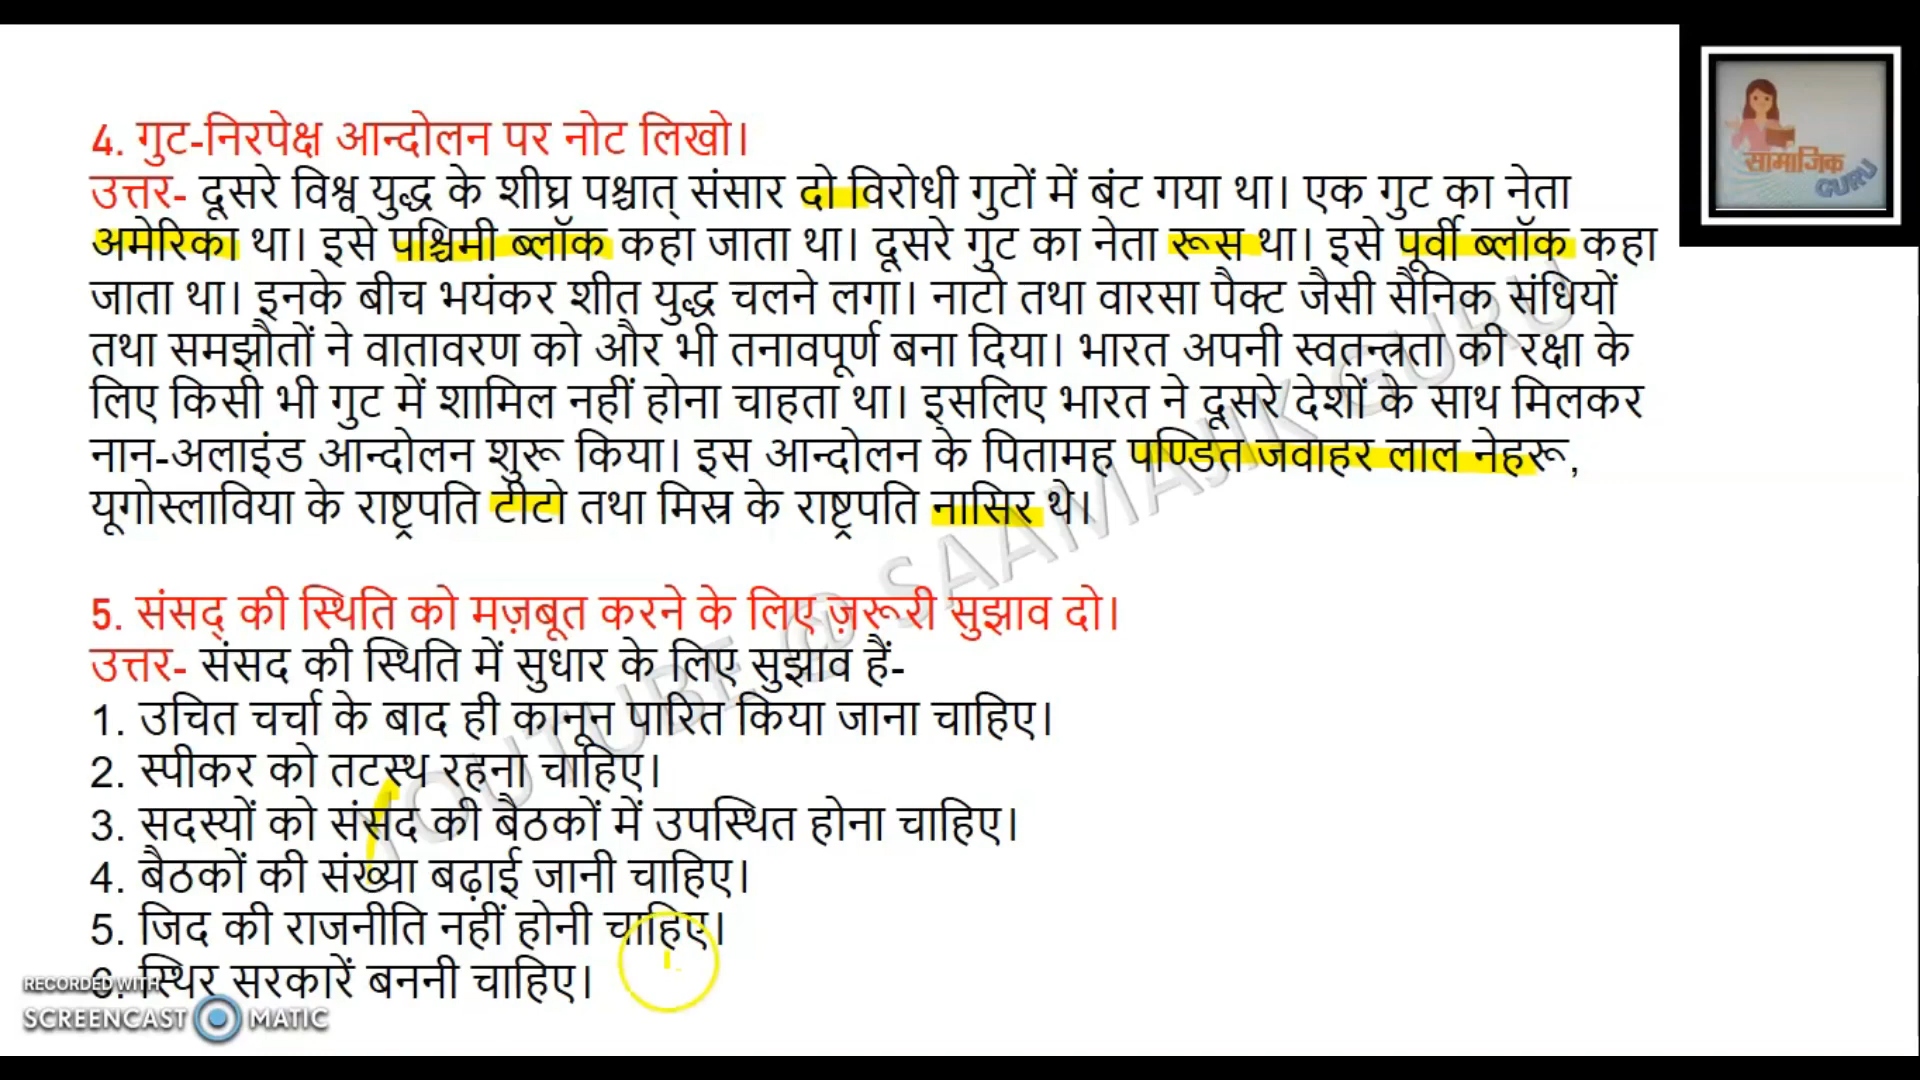 4. गुट-निरपेक्ष आन्दोलन पर नोट लिखो।
उत्तर- दूसरे विश्व युद्ध के शीघ्र पश्चात् संसार दो विरोधी गुटों में बंट गया था। एक गुट का नेता
अमेरिका था। इसे पश्चिमी ब्लॉक कहा जाता था। दूसरे गुट का नेता रूस था। इसे पूर्वी ब्लॉक कहा
जाता था। इनके बीच भयंकर शीत युद्ध चलने लगा। नाटो तथा वारसा पैक्ट जैसी सैनिक संधियों
तथा समझौतों ने वातावरण को और भी तनावपूर्ण बना दिया। भारत अपनी स्वतन्त्रता की रक्षा के
लिए किसी भी गुट में शामिल नहीं होना चाहता था। इसलिए भारत ने दूसरे देशों के साथ मिलकर
नान-अलाइंड आन्दोलन शुरू किया। इस आन्दोलन के पितामह पण्डित जवाहर लाल नेहरू,
यूगोस्लाविया के राष्ट्रपति टीटो तथा मिस्र के राष्ट्रपति नासिर थे।
5. संसद् की स्थिति को मज़बूत करने के लिए ज़रूरी सुझाव दो।
उत्तर- संसद की स्थिति में सुधार के लिए सुझाव हैं-
1. उचित चर्चा के बाद ही कानून पारित किया जाना चाहिए।
2. स्पीकर को तटस्थ रहना चाहिए।
3. सदस्यों को संसद की बैठकों में उपस्थित होना चाहिए।
4. बैठकों की संख्या बढ़ाई जानी चाहिए।
5. जिद की राजनीति नहीं होनी चाहिए।
6. स्थिर सरकारें बननी चाहिए।
YOUTUBE @ SAAMAJIK GURU
सामाजिक
GURU
RECORDED WITH
SCREENCAST MATIC